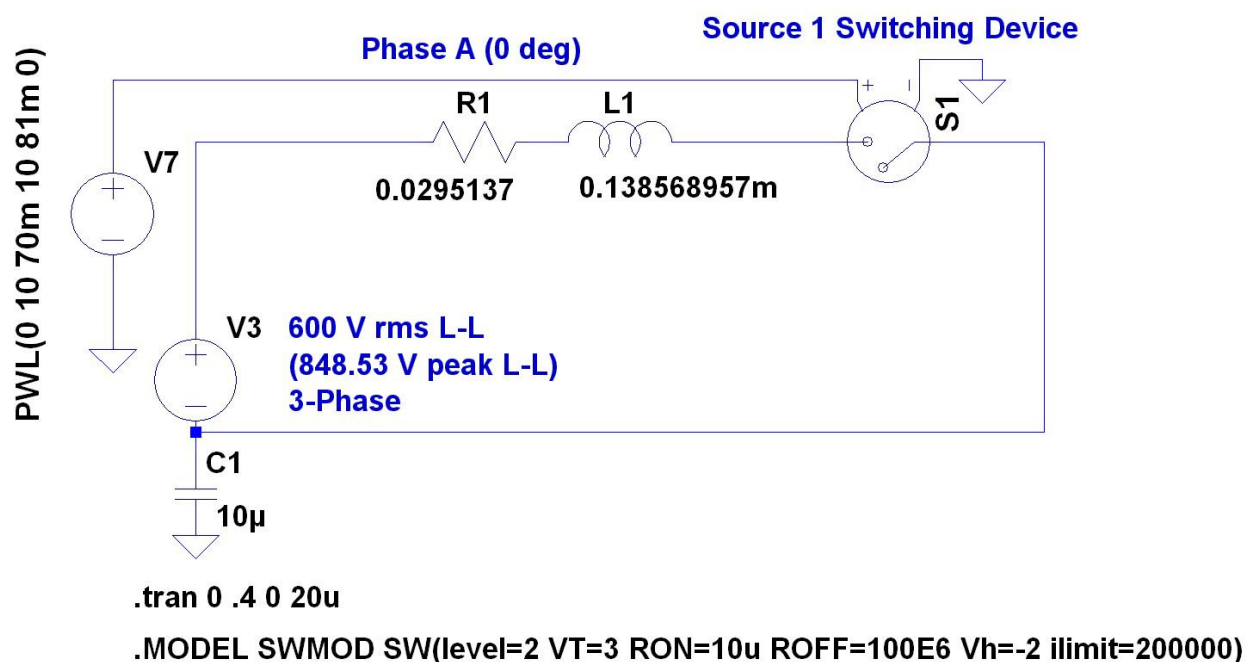 Source 1 Switching Device
Phase A (0 deg)
R1
L1
S1
+
V7
0.0295137
0.138568957m
PWL(0 10 70m 10 81m 0)
V3
600 V rms L-L
(848.53 V peak L-L)
3-Phase
C1
10µ
.tran 0 .4 0 20u
.MODEL SWMOD SW(level=2 VT=3 RON=10u ROFF=100E6 Vh=-2 ilimit=200000)